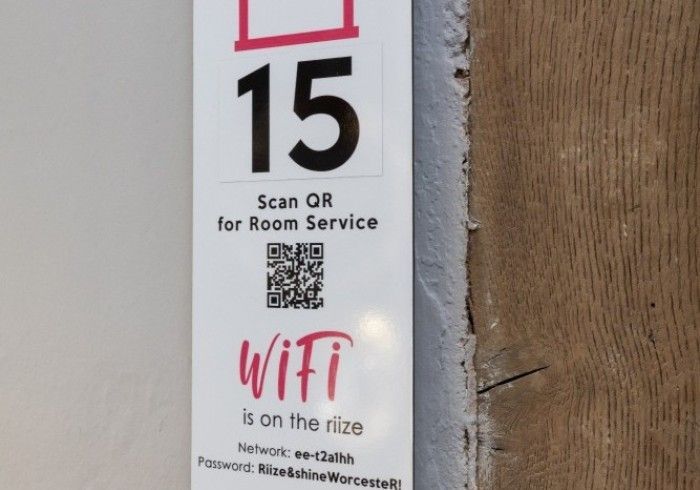 15
Scan QR
for Room Service
WiFi
is on the riize
Network: ee-t2a1hh
Password: Riize&shineWorcesteR!